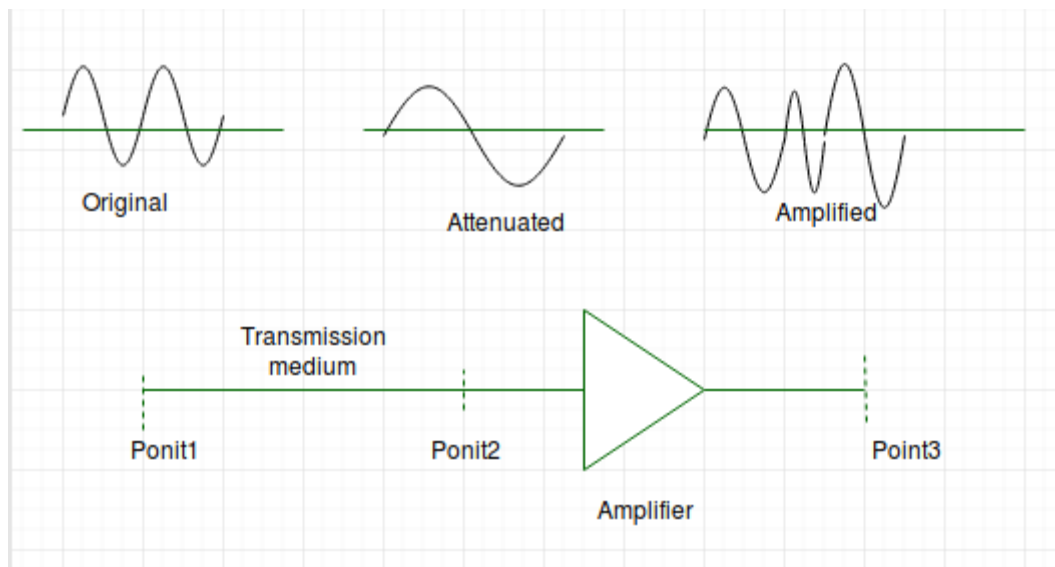 Original
Attenuated
Amplified
Transmission
medium
Ponit1
Ponit2
Point3
Amplifier